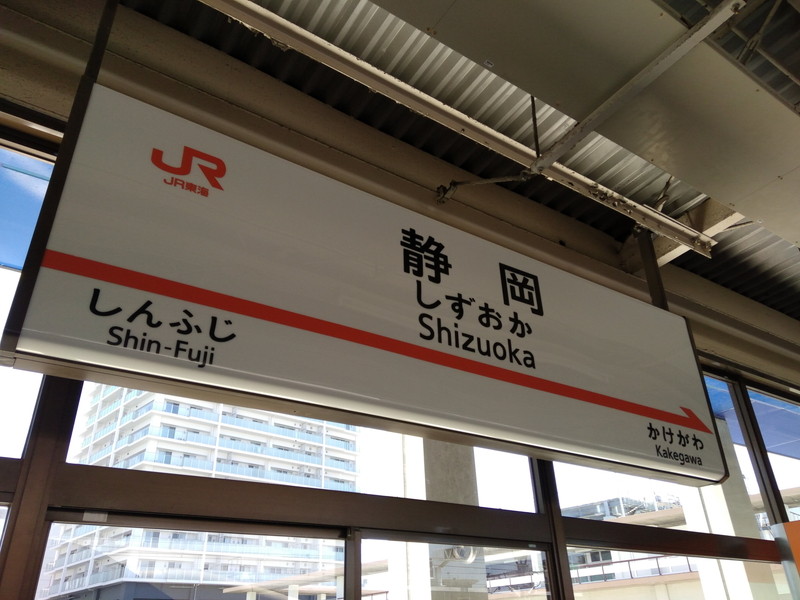 JR
JR東海
静岡
しずおか
Shizuoka
しんふじ
Shin-Fuji
かけがわ
Kakegawa